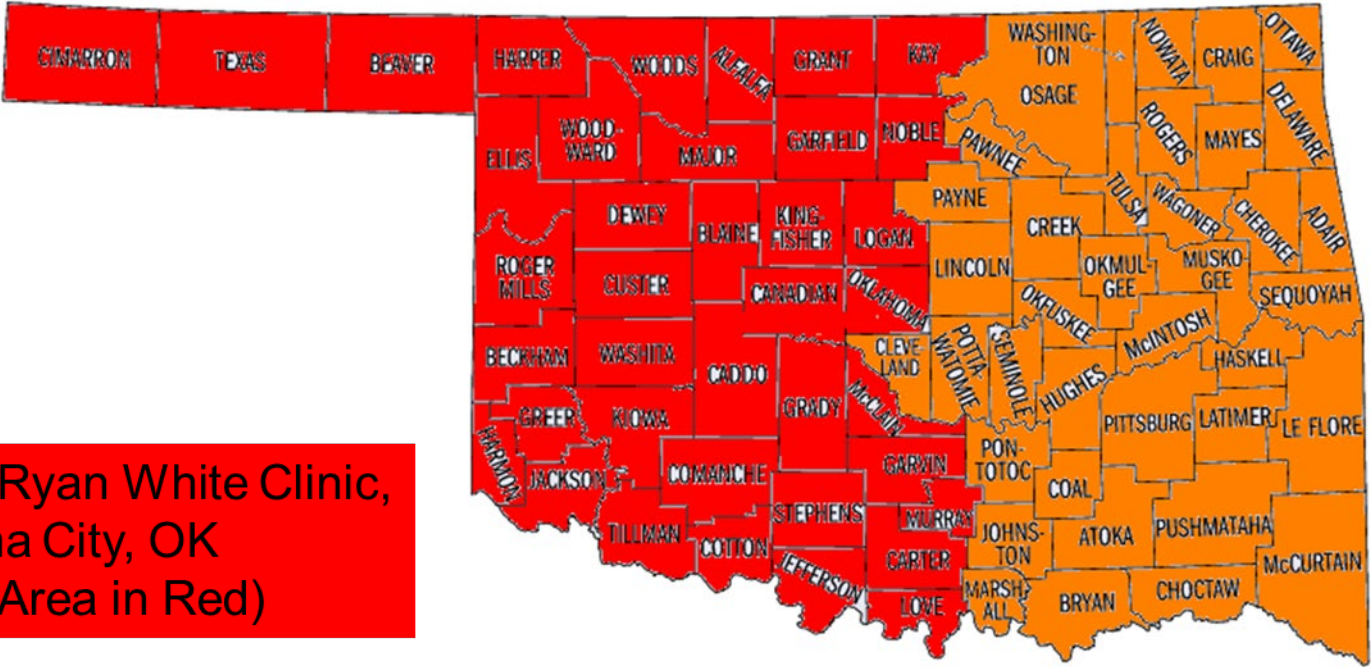 CIMARRON
TEXAS
BEAVER
HARPER
WOODS
ALFALFA
GRANT
KAY
WASHING-
TON
OSAGE
NOWATA
CRAIG
OTTAWA
ELLIS
WOOD-
WARD
MAJOR
GARFIELD
NOBLE
PAWNEE
ROGERS
MAYES
DELAWARE
DEWEY
BLAINE
KING-
FISHER
LOGAN
PAYNE
CREEK
TULSA
WAGONER
CHEROKEE
ADAIR
ROGER
MILLS
CUSTER
CANADIAN
OKLAHOMA
LINCOLN
OKMUL-
GEE
MUSKO-
GEE
SEQUOYAH
BECKHAM
WASHITA
CADDO
GRADY
McCLAIN
CLEVE-
LAND
POTTA-
WATOMIE
SEMINOLE
OKFUSKEE
HUGHES
McINTOSH
HASKELL
GREER
KIOWA
HARMON
JACKSON
COMANCHE
GARVIN
PON-
TOTOC
PITTSBURG
LATIMER
LE FLORE
COAL
TILLMAN
COTTON
STEPHENS
MURRAY
JOHNS-
TON
ATOKA
PUSHMATAHA
JEFFERSON
CARTER
LOVE
MARSH-
ALL
BRYAN
CHOCTAW
McCURTAIN
Ryan White Clinic,
a City, OK
Area in Red)